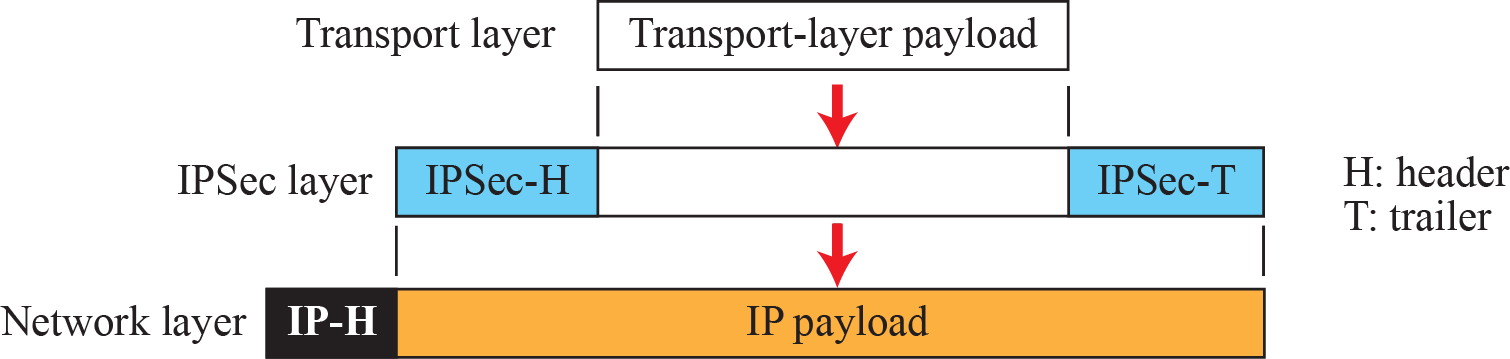 Transport layer
Transport-layer payload
IPSec layer
IPSec-H
IPSec-T
H: header
T: trailer
Network layer
IP-H
IP payload